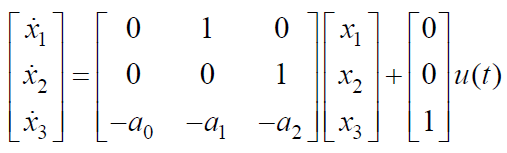 [ẋ₁] = [0 1 0] [x₁] + [0]
[ẋ₂] = [0 0 1] [x₂] + [0] u(t)
[ẋ₃] = [−a₀ −a₁ −a₂] [x₃] + [1]